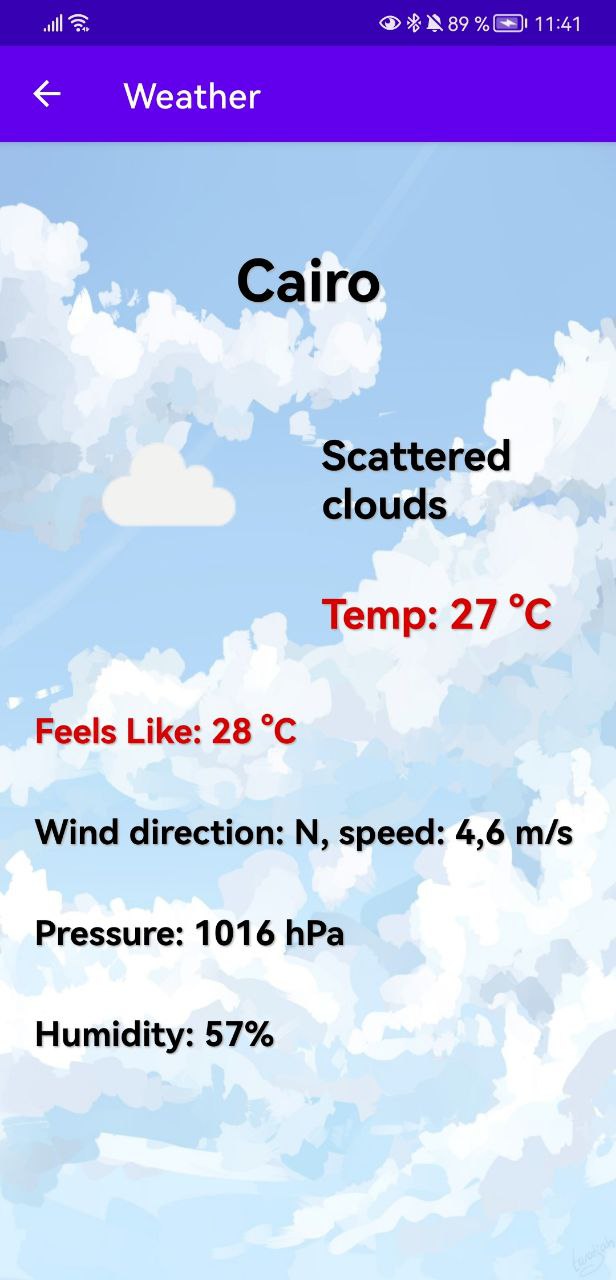 89 % 11:41
Weather
Cairo
Scattered
clouds
Temp: 27 °C
Feels Like: 28 °C
Wind direction: N, speed: 4,6 m/s
Pressure: 1016 hPa
Humidity: 57%